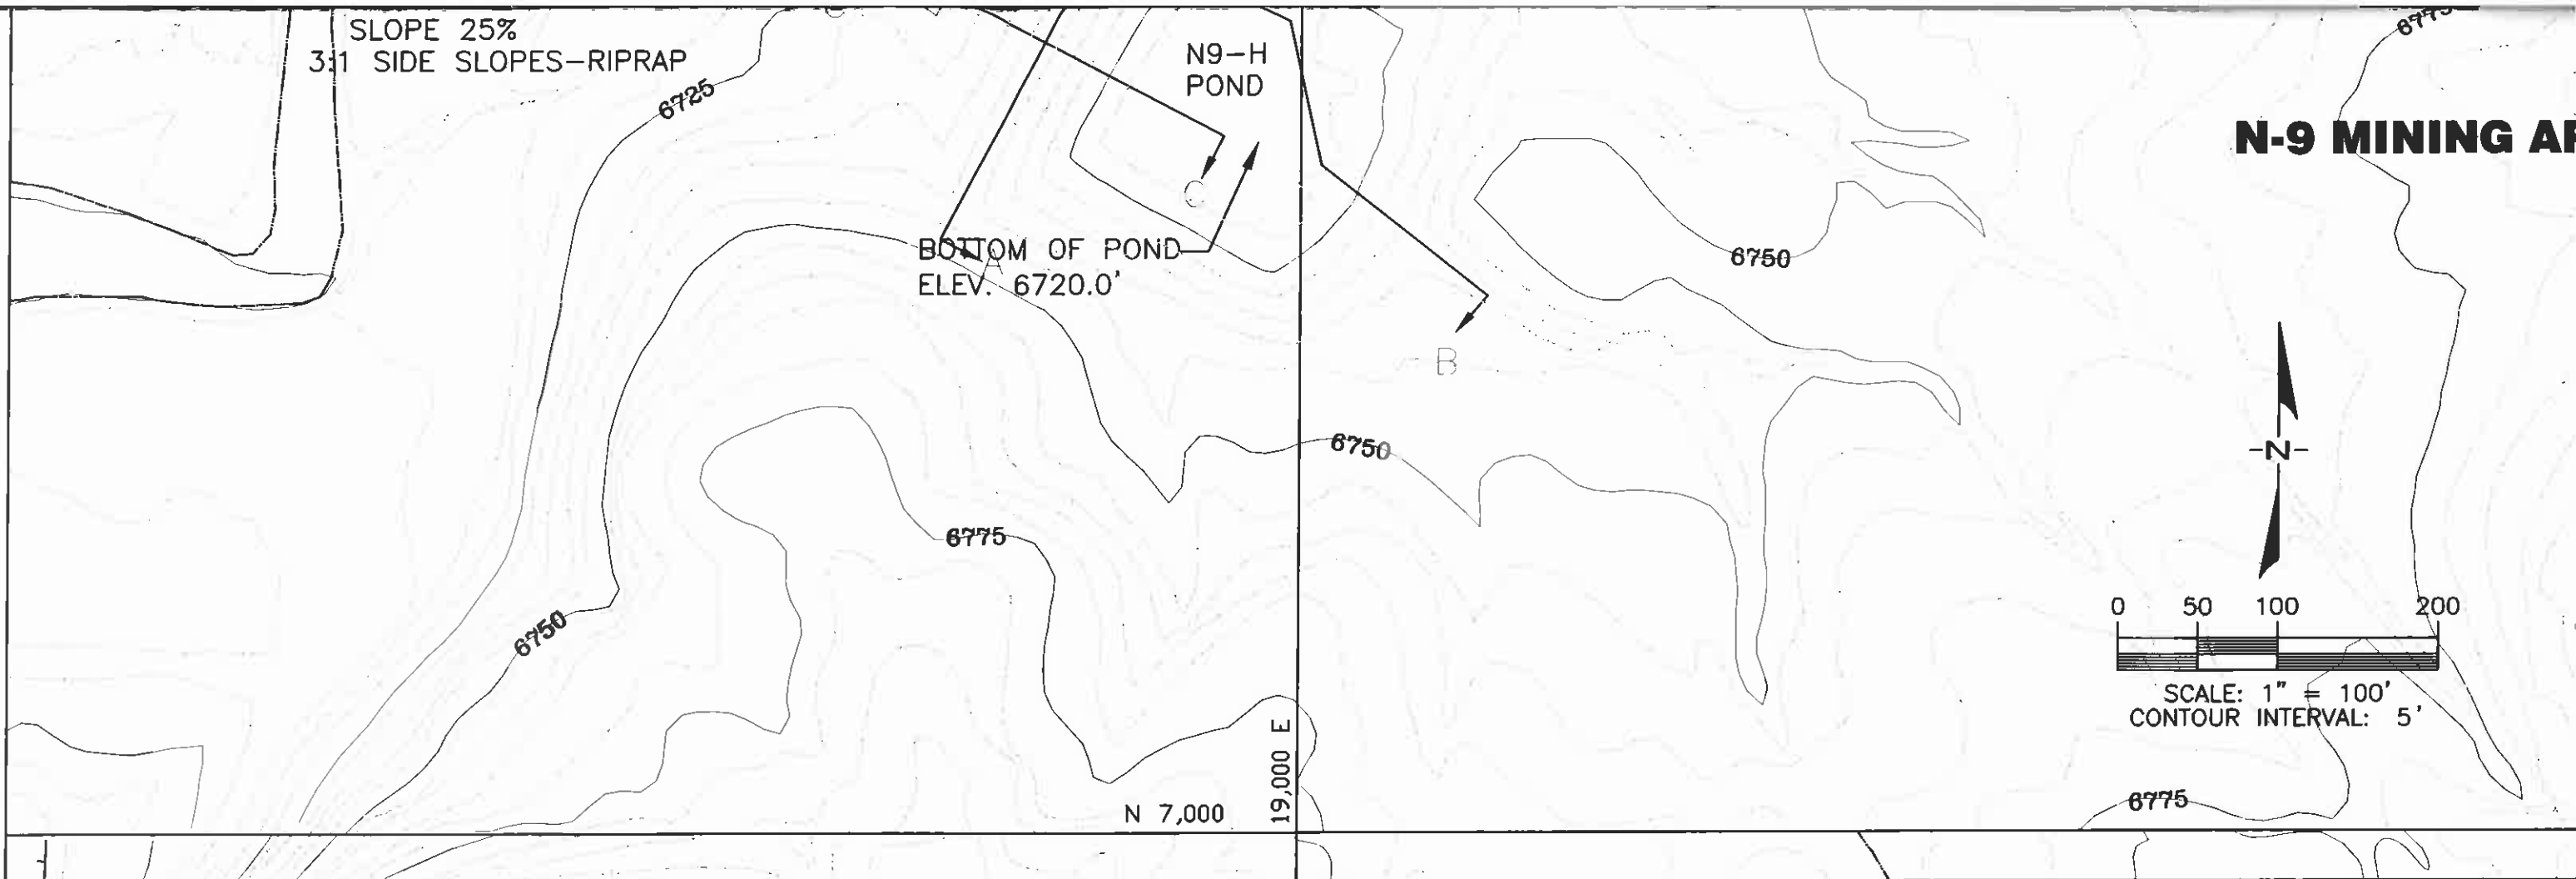 SLOPE 25%
3:1 SIDE SLOPES-RIPRAP
6725
N9-H
POND
C
BOTTOM OF POND
A
ELEV. 6720.0'
B
6750
6750
6775
6750
6775
N-9 MINING
-N-
0 50 100 200
SCALE: 1" = 100'
CONTOUR INTERVAL: 5'
6775
N 7,000
19,000 E